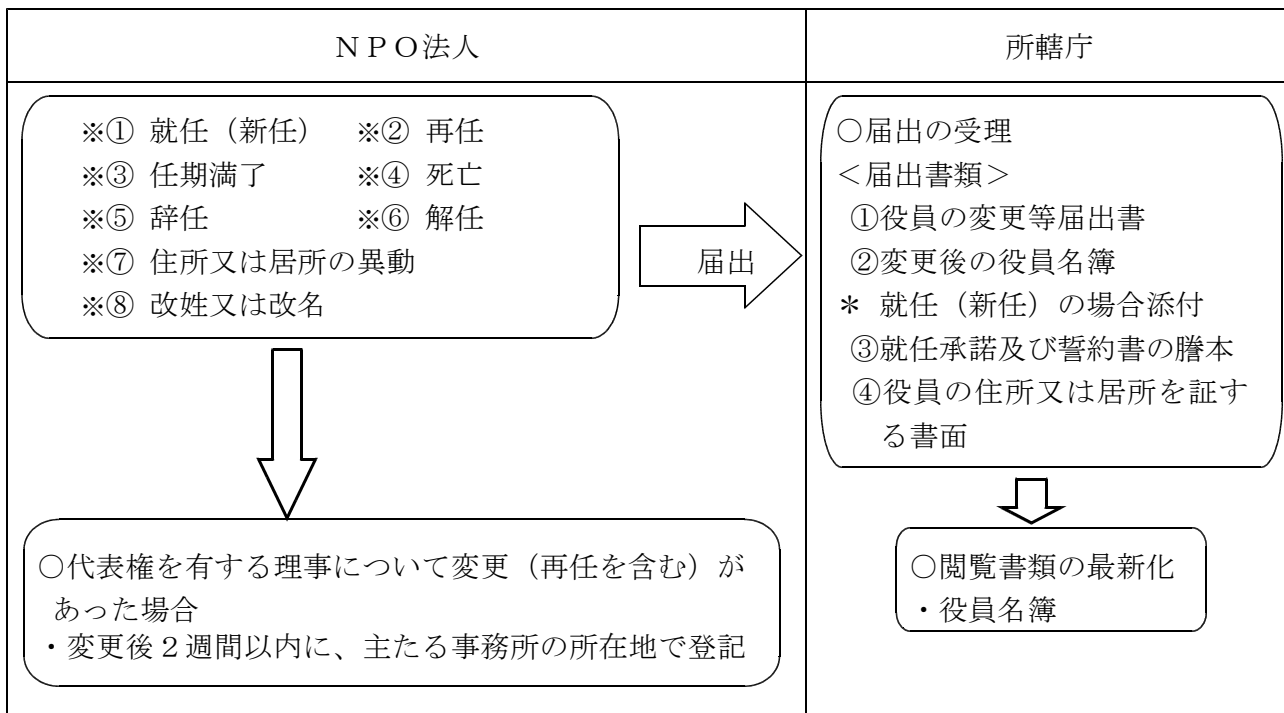 NPO法人
所轄庁
※① 就任（新任） ※② 再任
※③ 任期満了 ※④ 死亡
※⑤ 辞任 ※⑥ 解任
※⑦ 住所又は居所の異動
※⑧ 改姓又は改名
届出
○届出の受理
＜届出書類＞
①役員の変更等届出書
②変更後の役員名簿
＊ 就任（新任）の場合添付
③就任承諾及び誓約書の謄本
④役員の住所又は居所を証す
る書面
○代表権を有する理事について変更（再任を含む）が
あった場合
・変更後２週間以内に、主たる事務所の所在地で登記
○閲覧書類の最新化
・役員名簿